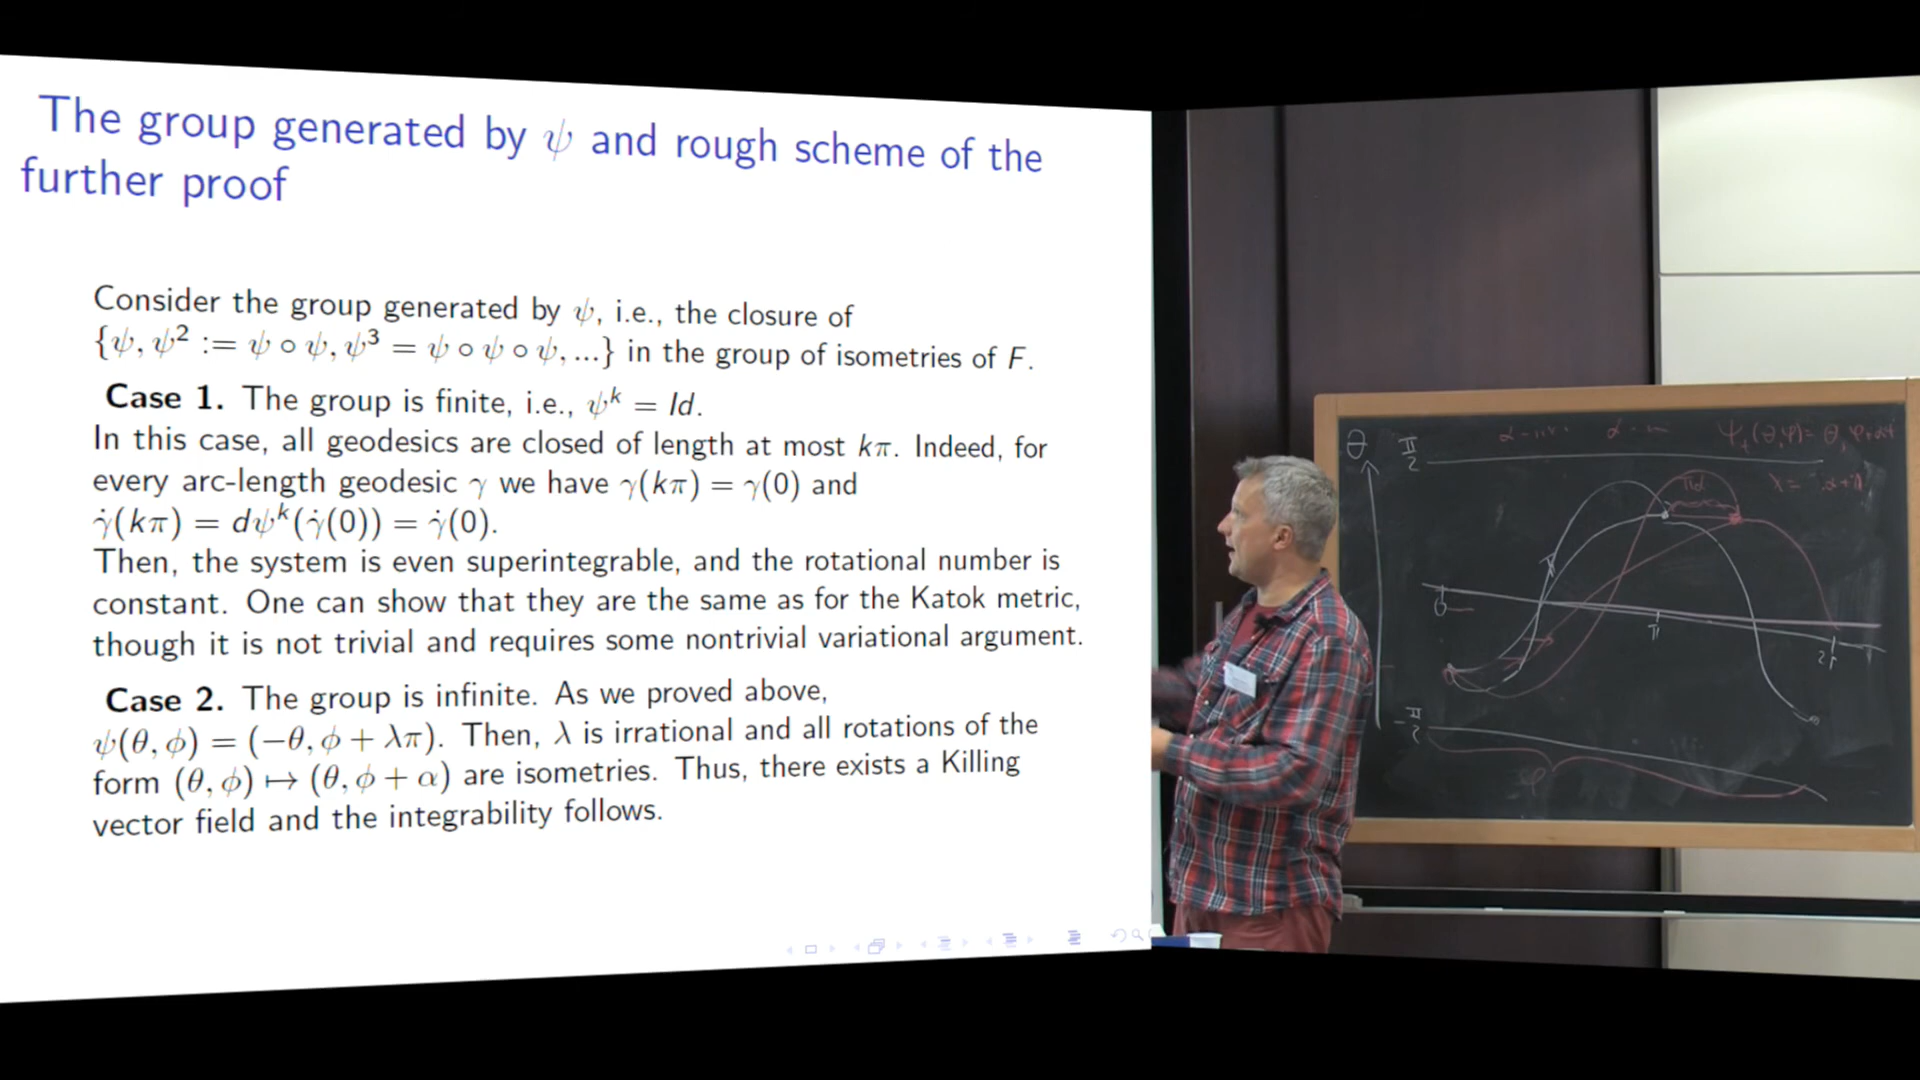 The group generated by ψ and rough scheme of the
further proof
Consider the group generated by ψ, i.e., the closure of
{ψ, ψ² := ψ ∘ ψ, ψ³ = ψ ∘ ψ ∘ ψ, ...} in the group of isometries of F.
Case 1. The group is finite, i.e., ψᵏ = Id.
In this case, all geodesics are closed of length at most kπ. Indeed, for
every arc-length geodesic γ we have γ(kπ) = γ(0) and
γ̇(kπ) = dψᵏ(γ̇(0)) = γ̇(0).
Then, the system is even superintegrable, and the rotational number is
constant. One can show that they are the same as for the Katok metric,
though it is not trivial and requires some nontrivial variational argument.
Case 2. The group is infinite. As we proved above,
ψ(θ, ϕ) = (−θ, ϕ + λπ). Then, λ is irrational and all rotations of the
form (θ, ϕ) ↦ (θ, ϕ + α) are isometries. Thus, there exists a Killing
vector field and the integrability follows.
θ
π/2
0
π
2π
-π/2
φ